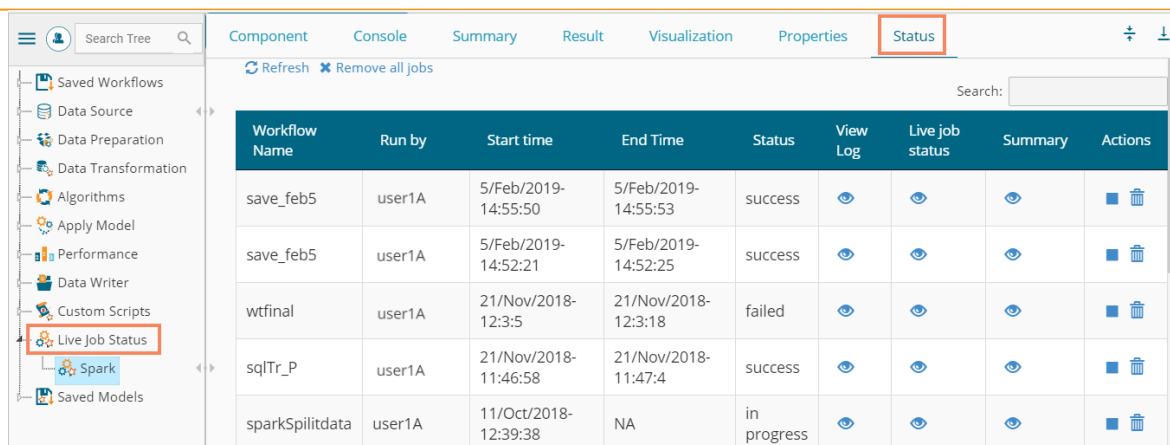 Search Tree
Saved Workflows
Data Source
Data Preparation
Data Transformation
Algorithms
Apply Model
Performance
Data Writer
Custom Scripts
Live Job Status
Spark
Saved Models
Component Console Summary Result Visualization Properties Status
Refresh Remove all jobs
Search:
Workflow Name Run by Start time End Time Status View Log Live job status Summary Actions
save_feb5 user1A 5/Feb/2019-14:55:50 5/Feb/2019-14:55:53 success
save_feb5 user1A 5/Feb/2019-14:52:21 5/Feb/2019-14:52:25 success
wtfinal user1A 21/Nov/2018-12:3:5 21/Nov/2018-12:3:18 failed
sqlTr_P user1A 21/Nov/2018-11:46:58 21/Nov/2018-11:47:4 success
sparkSpilitdata user1A 11/Oct/2018-12:39:38 NA in progress